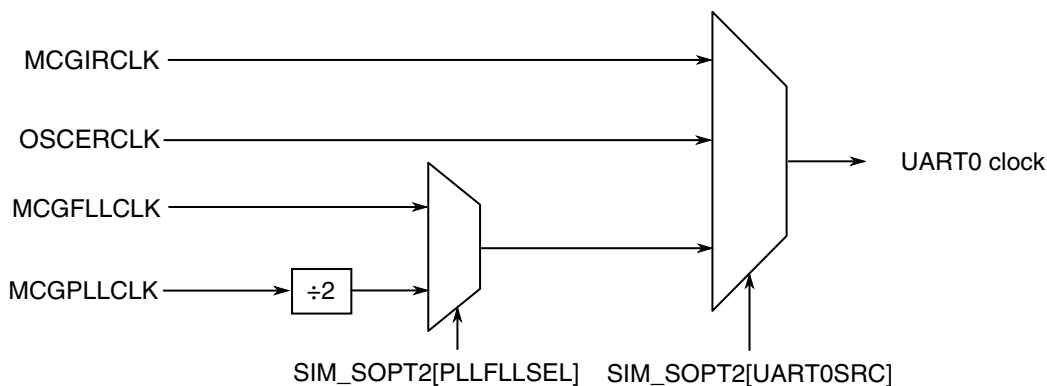 MCGIRCLK
OSCERCLK
UART0 clock
MCGFLLCLK
MCGPLLCLK
÷2
SIM_SOPT2[PLLFLLSEL]
SIM_SOPT2[UART0SRC]